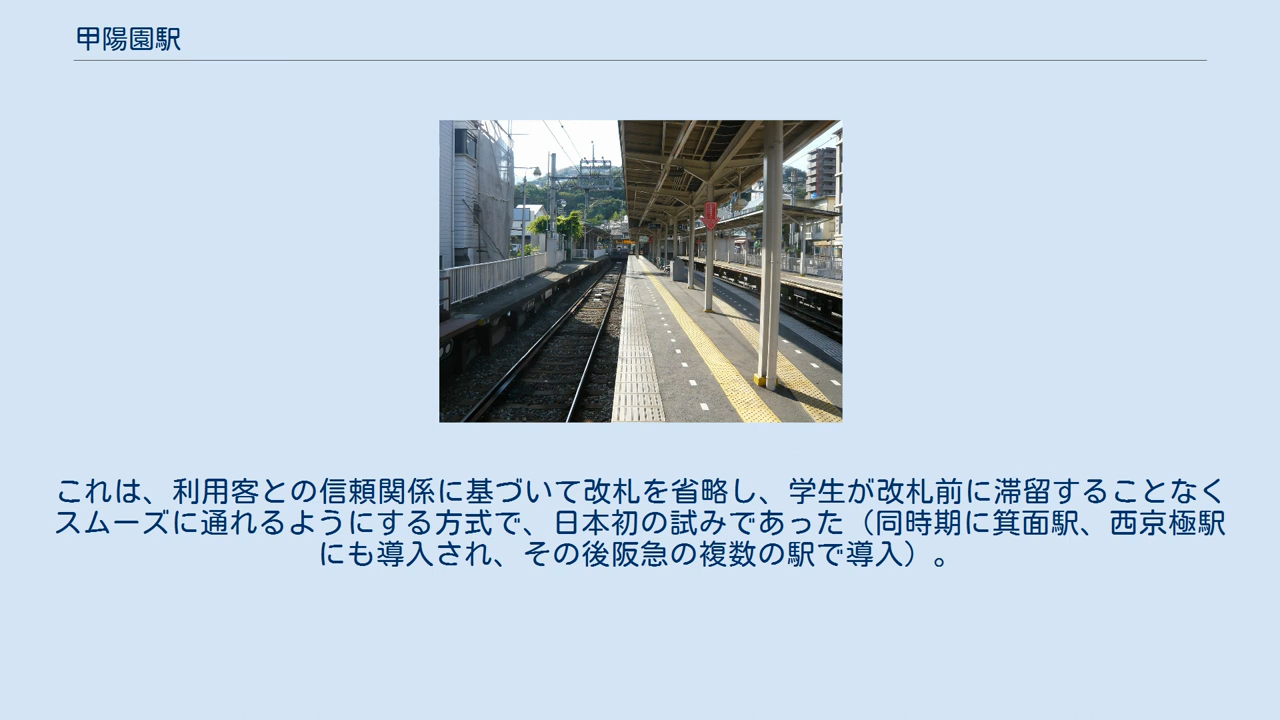 甲陽園駅
これは、利用客との信頼関係に基づいて改札を省略し、学生が改札前に滞留することなく
スムーズに通れるようにする方式で、日本初の試みであった（同時期に箕面駅、西京極駅
にも導入され、その後阪急の複数の駅で導入）。